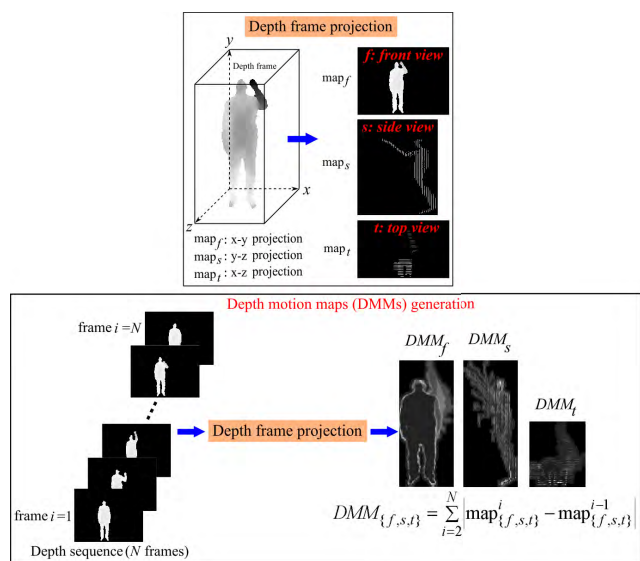 Depth frame projection
y
Depth frame
x
z
map_f : x-y projection
map_s : y-z projection
map_t : x-z projection
map_f
f: front view
map_s
s: side view
map_t
t: top view
Depth motion maps (DMMs) generation
frame i =N
frame i =1
Depth sequence (N frames)
Depth frame projection
DMM_f
DMM_s
DMM_t
DMM_{f,s,t} = \sum_{i=2}^{N} |map^i_{f,s,t} − map^{i−1}_{f,s,t}|